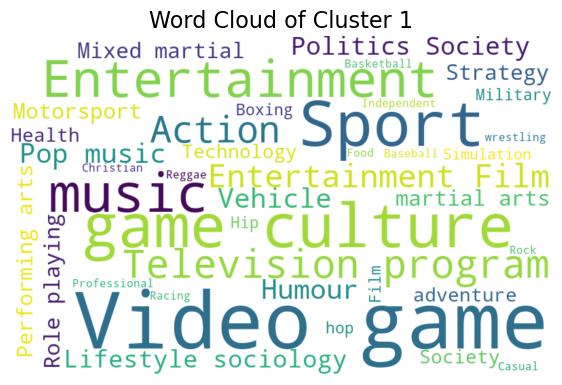 Word Cloud of Cluster 1
Mixed martial
Politics Society
Basketball
Entertainment
Strategy
Military
Motorsport
Boxing
Independent
Sport
Health
Action
wrestling
Pop music
Technology
Food
Baseball
Simulation
Christian
Reggae
Entertainment Film
music
Vehicle
martial arts
Performing arts
Role playing
game culture
Hip
Rock
Television program
Professional
Racing
Humour
Film
adventure
Video game
hop
Lifestyle sociology
Society
Casual